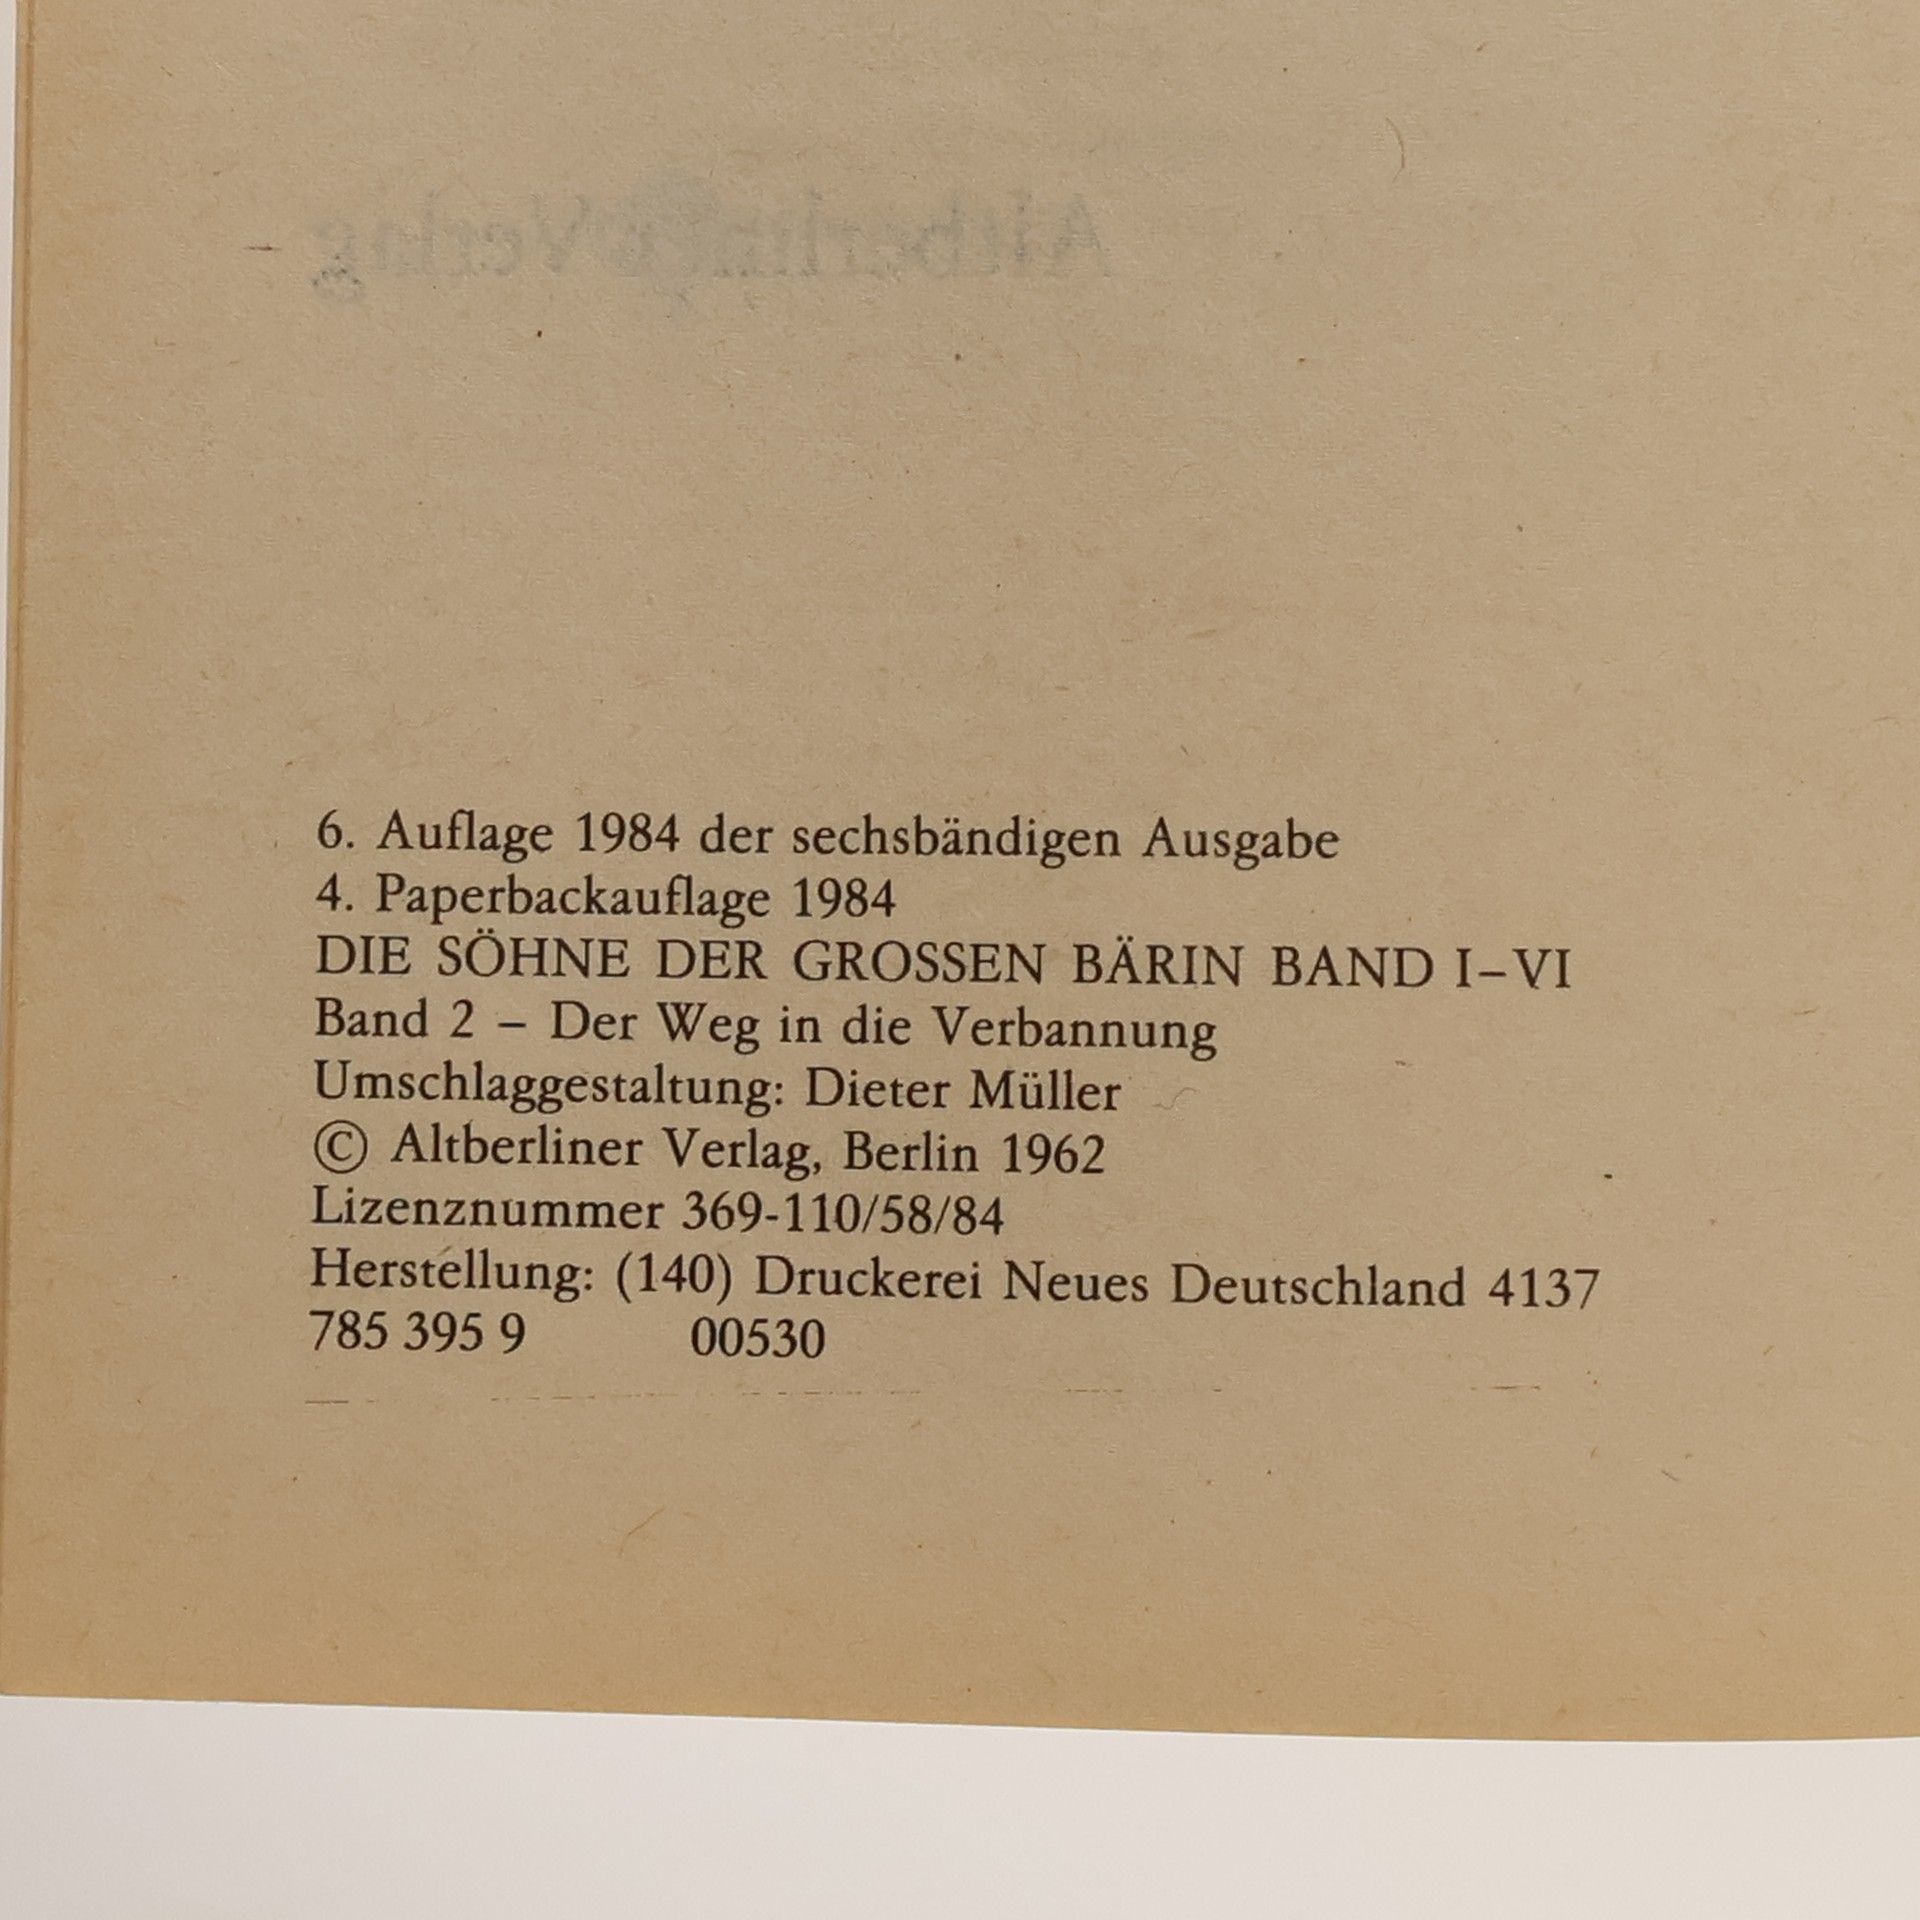 Altberliner Verlag
6. Auflage 1984 der sechsbändigen Ausgabe
4. Paperbackauflage 1984
DIE SÖHNE DER GROSSEN BÄRIN BAND I–VI
Band 2 – Der Weg in die Verbannung
Umschlaggestaltung: Dieter Müller
© Altberliner Verlag, Berlin 1962
Lizenznummer 369-110/58/84
Herstellung: (140) Druckerei Neues Deutschland 4137
785 395 9 00530